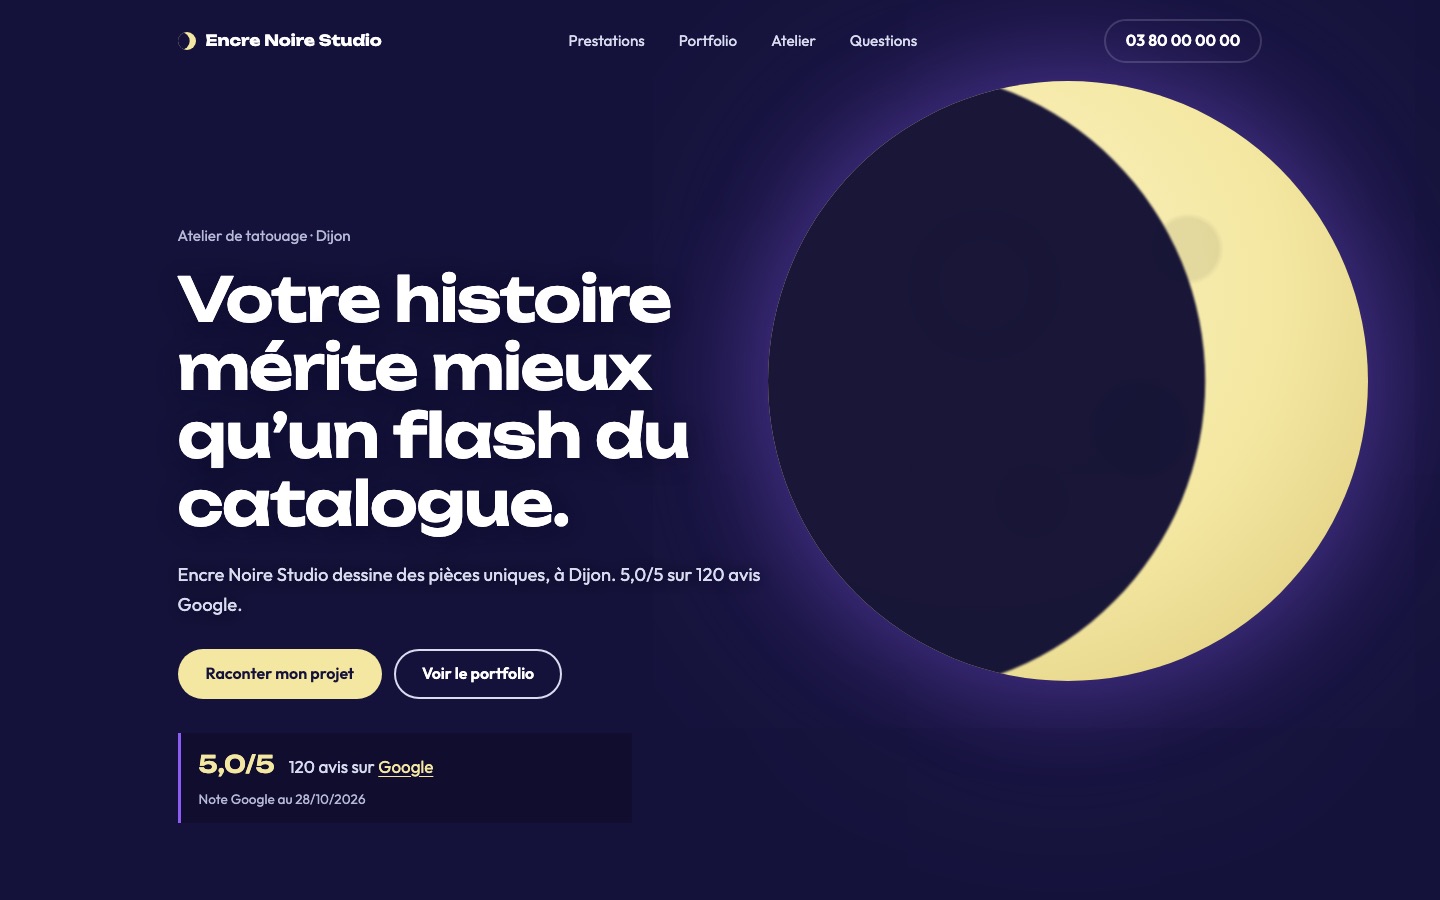 Encre Noire Studio
Prestations
Portfolio
Atelier
Questions
03 80 00 00 00
Atelier de tatouage · Dijon
Votre histoire
mérite mieux
qu’un flash du
catalogue.
Encre Noire Studio dessine des pièces uniques, à Dijon. 5,0/5 sur 120 avis
Google.
Raconter mon projet
Voir le portfolio
5,0/5 120 avis sur Google
Note Google au 28/10/2026